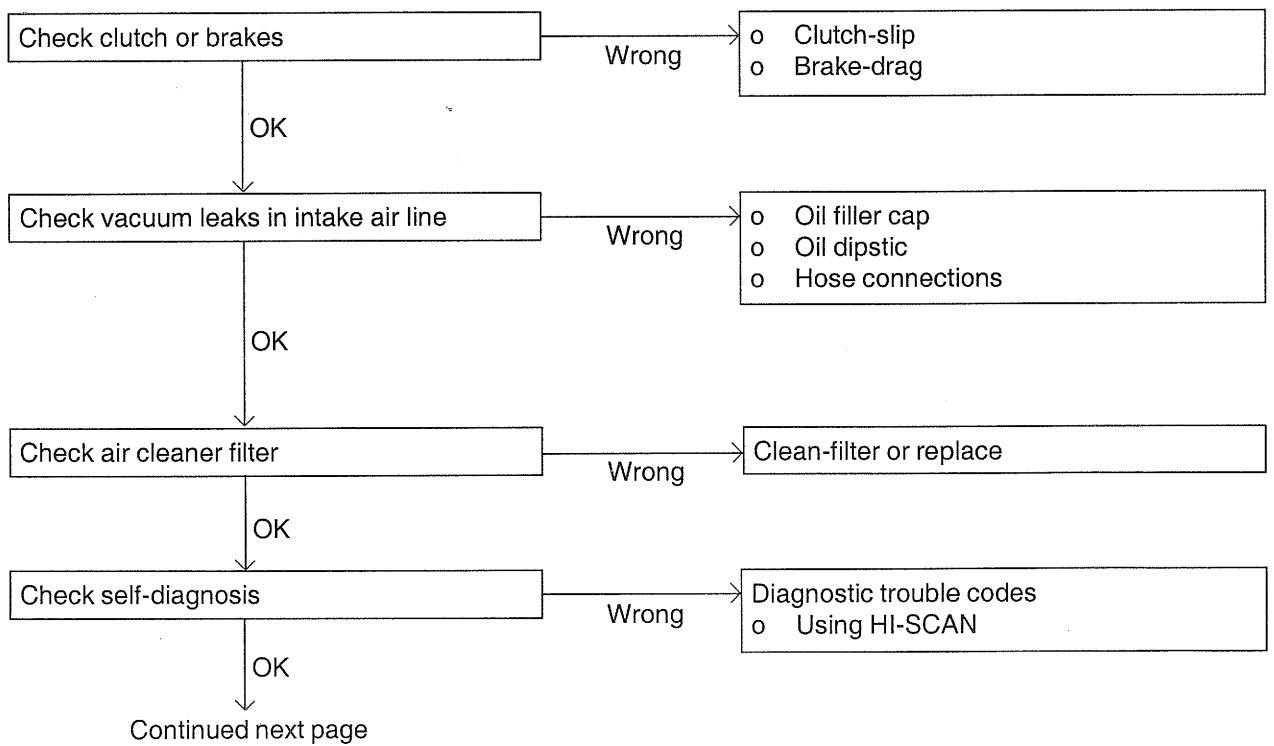 Check clutch or brakes
Wrong
o Clutch-slip
o Brake-drag
OK
Check vacuum leaks in intake air line
Wrong
o Oil filler cap
o Oil dipstic
o Hose connections
OK
Check air cleaner filter
Wrong
Clean-filter or replace
OK
Check self-diagnosis
Wrong
Diagnostic trouble codes
o Using HI-SCAN
OK
Continued next page